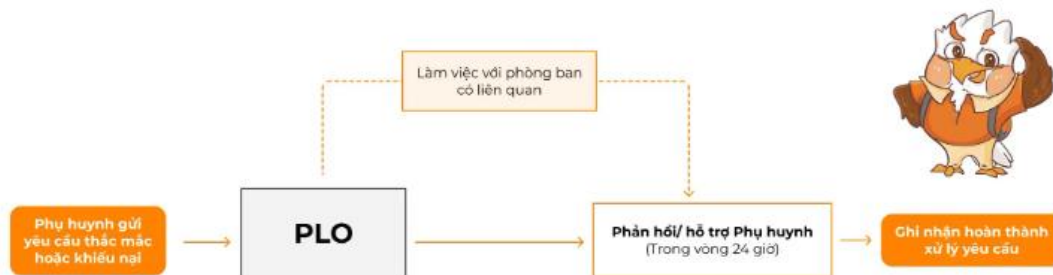 Làm việc với phòng ban
có liên quan
Phụ huynh gửi
yêu cầu thắc mắc
hoặc khiếu nại
PLO
Phản hồi/ hỗ trợ Phụ huynh
(Trong vòng 24 giờ)
Ghi nhận hoàn thành
xử lý yêu cầu